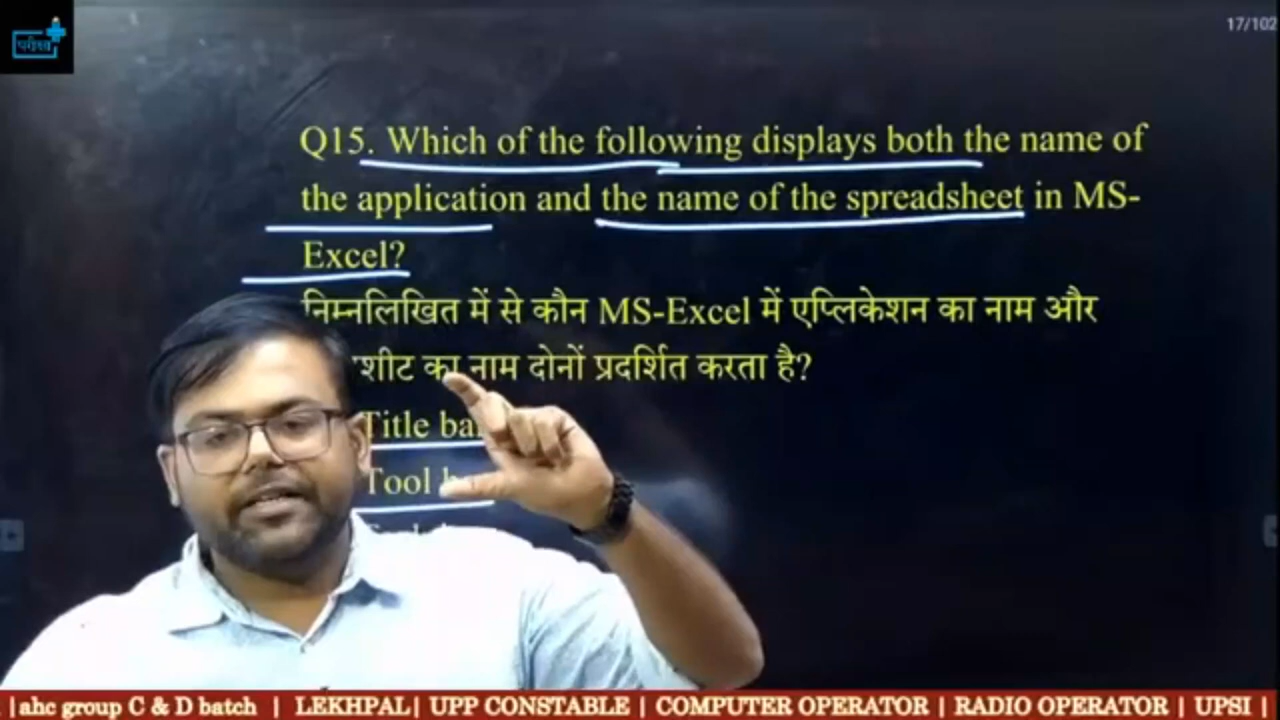 परीक्षा
17/102
Q15. Which of the following displays both the name of
the application and the name of the spreadsheet in MS-
Excel?
निम्नलिखित में से कौन MS-Excel में एप्लिकेशन का नाम और
शीट का नाम दोनों प्रदर्शित करता है?
Title bar
Tool
| ahc group C & D batch | LEKHPAL | UPP CONSTABLE | COMPUTER OPERATOR | RADIO OPERATOR | UPSI |